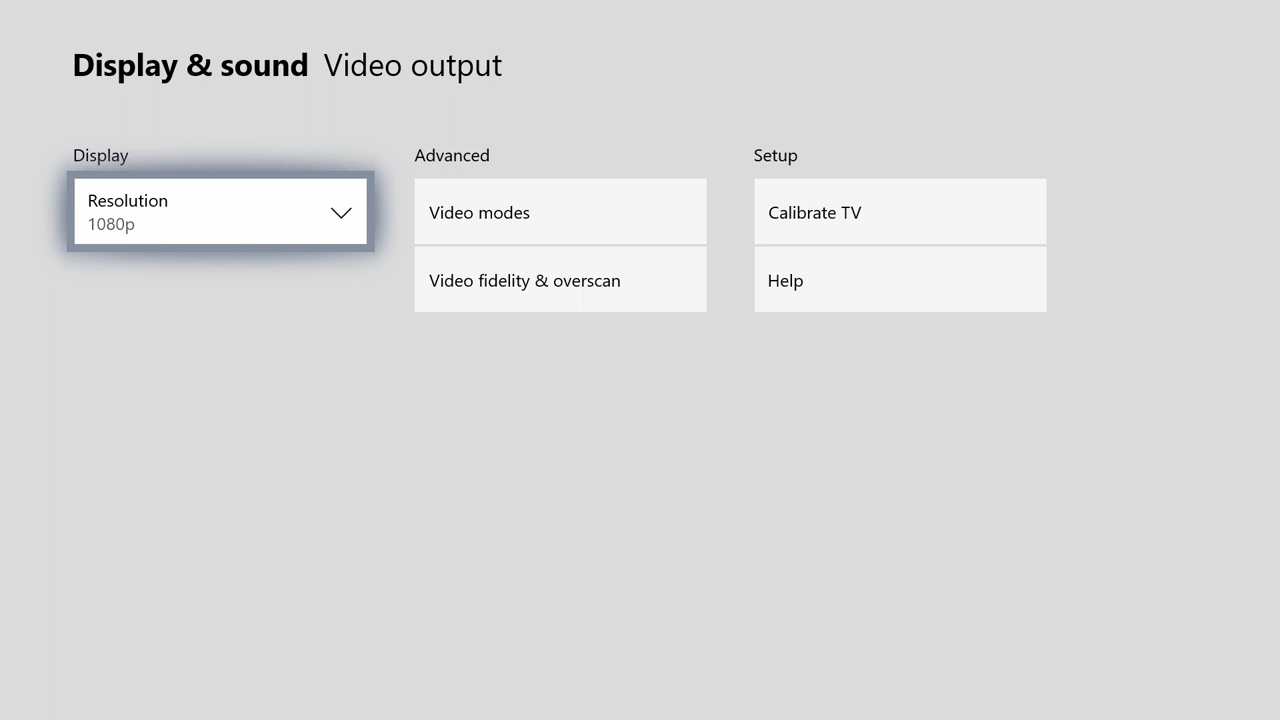 Display & sound Video output
Display
Resolution
1080p
Advanced
Video modes
Video fidelity & overscan
Setup
Calibrate TV
Help